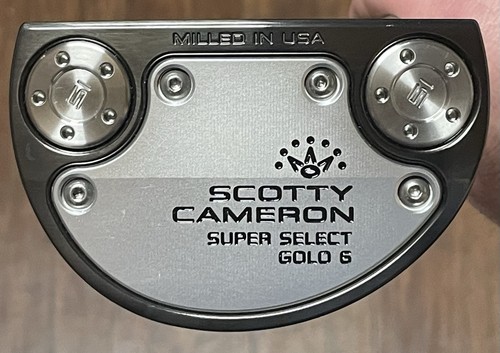 MILLED IN USA
SCOTTY
CAMERON
SUPER SELECT
GOLO 6